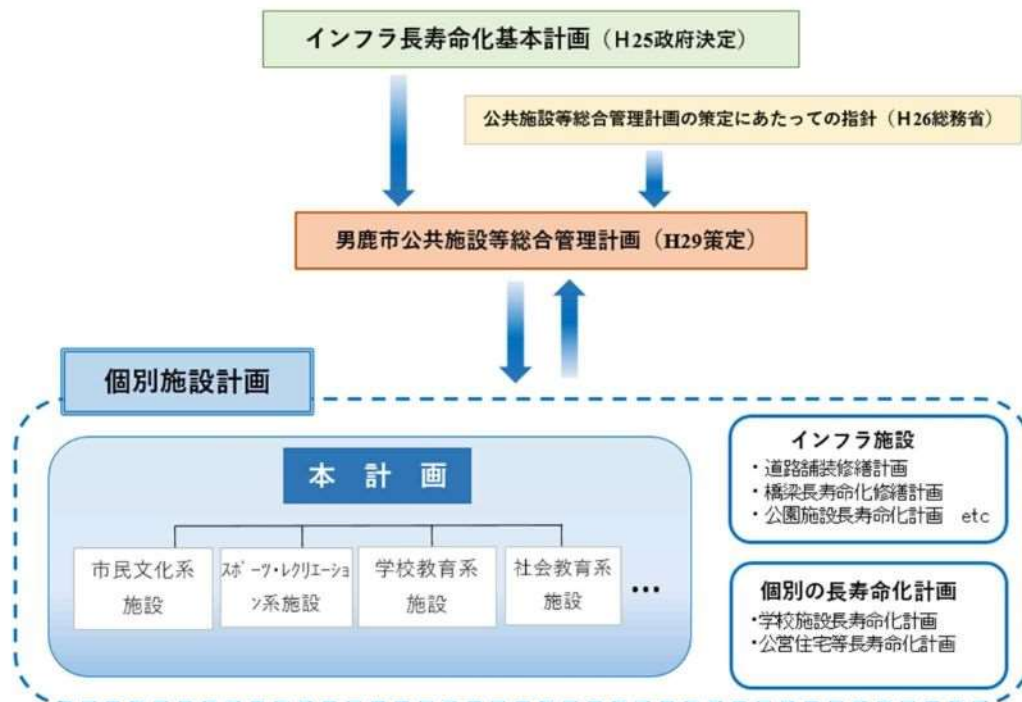 インフラ長寿命化基本計画（H25政府決定）
公共施設等総合管理計画の策定にあたっての指針（H26総務省）
男鹿市公共施設等総合管理計画（H29策定）
個別施設計画
本 計 画
市民文化系
施設
スポーツ・レクリエーショ
ン系施設
学校教育系
施設
社会教育系
施設
…
インフラ施設
・道路舗装修繕計画
・橋梁長寿命化修繕計画
・公園施設長寿命化計画 etc
個別の長寿命化計画
・学校施設長寿命化計画
・公営住宅等長寿命化計画